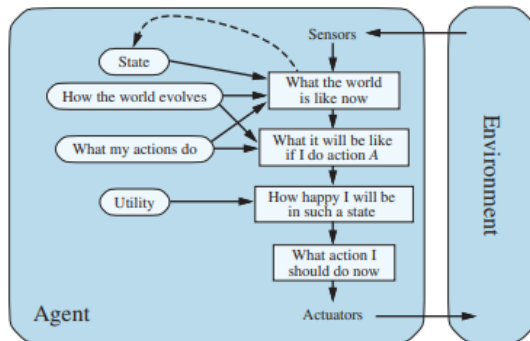 Sensors
State
What the world
is like now
How the world evolves
What it will be like
if I do action A
What my actions do
How happy I will be
in such a state
Utility
What action I
should do now
Agent
Actuators
Environment